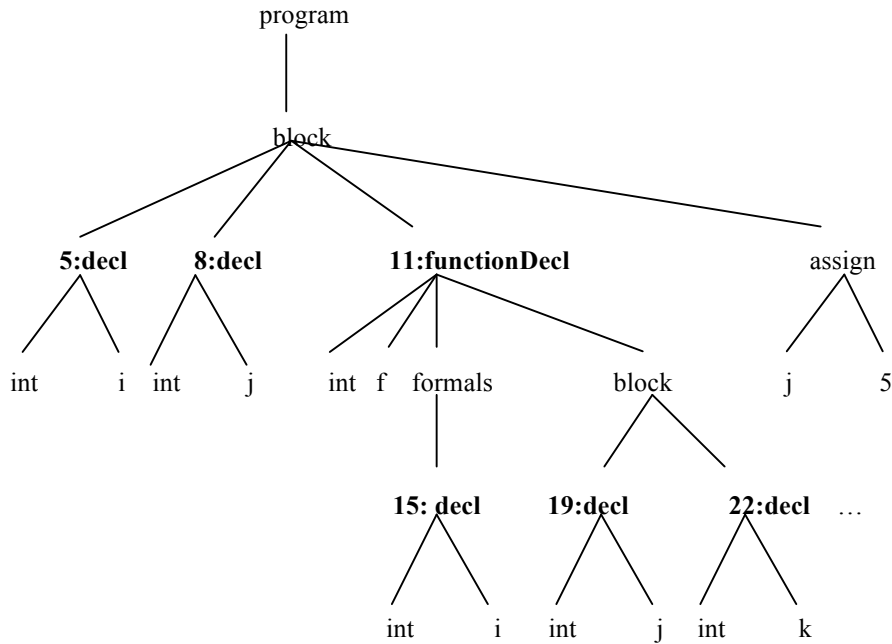 program
block
5:decl 8:decl 11:functionDecl assign
int i int j int f formals block j 5
15: decl 19:decl 22:decl …
int i int j int k